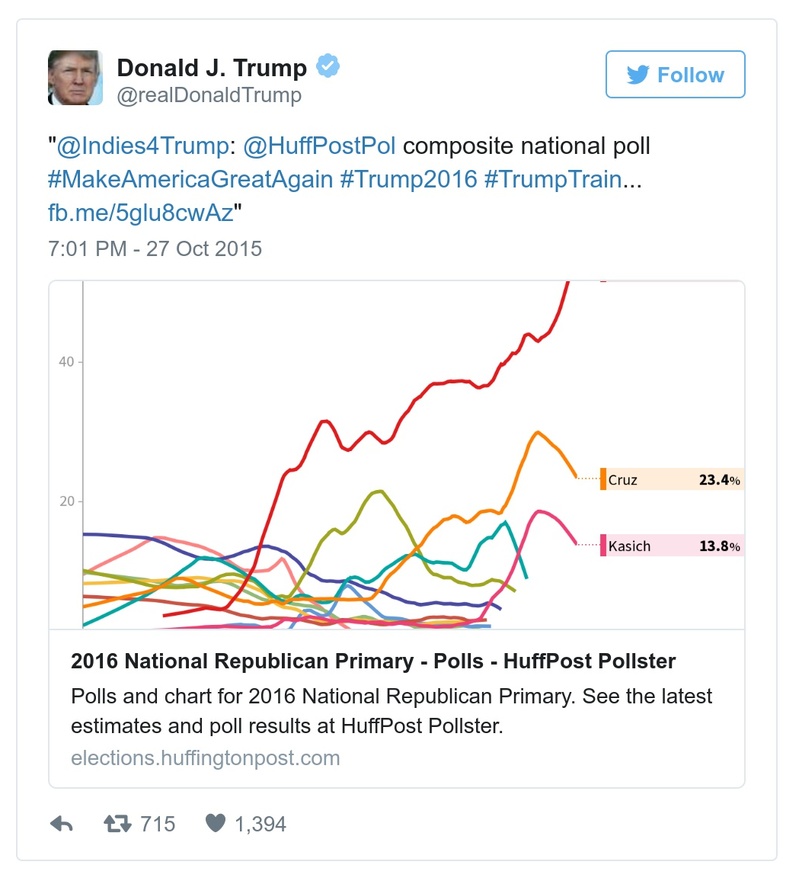 Donald J. Trump
@realDonaldTrump
Follow
"@Indies4Trump: @HuffPostPol composite national poll
#MakeAmericaGreatAgain #Trump2016 #TrumpTrain...
fb.me/5glu8cwAz"
7:01 PM - 27 Oct 2015
40
20
Cruz 23.4%
Kasich 13.8%
2016 National Republican Primary - Polls - HuffPost Pollster
Polls and chart for 2016 National Republican Primary. See the latest
estimates and poll results at HuffPost Pollster.
elections.huffingtonpost.com
715 1,394